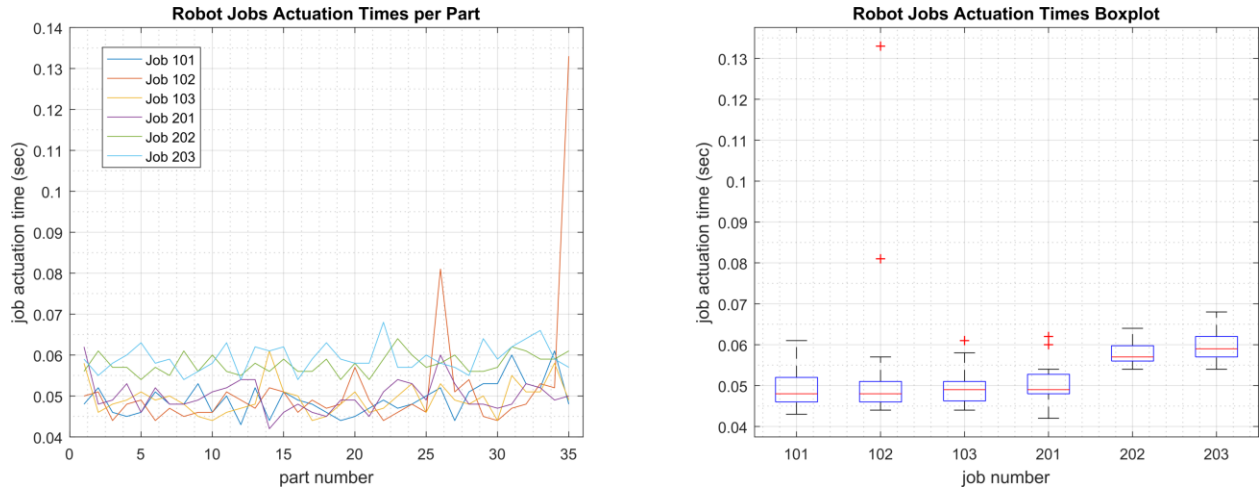 Robot Jobs Actuation Times per Part
0.14
0.13
0.12
0.11
0.1
0.09
0.08
0.07
0.06
0.05
0.04
job actuation time (sec)
Job 101
Job 102
Job 103
Job 201
Job 202
Job 203
0 5 10 15 20 25 30 35
part number
Robot Jobs Actuation Times Boxplot
0.13
0.12
0.11
0.1
0.09
0.08
0.07
0.06
0.05
0.04
job actuation time (sec)
101 102 103 201 202 203
job number